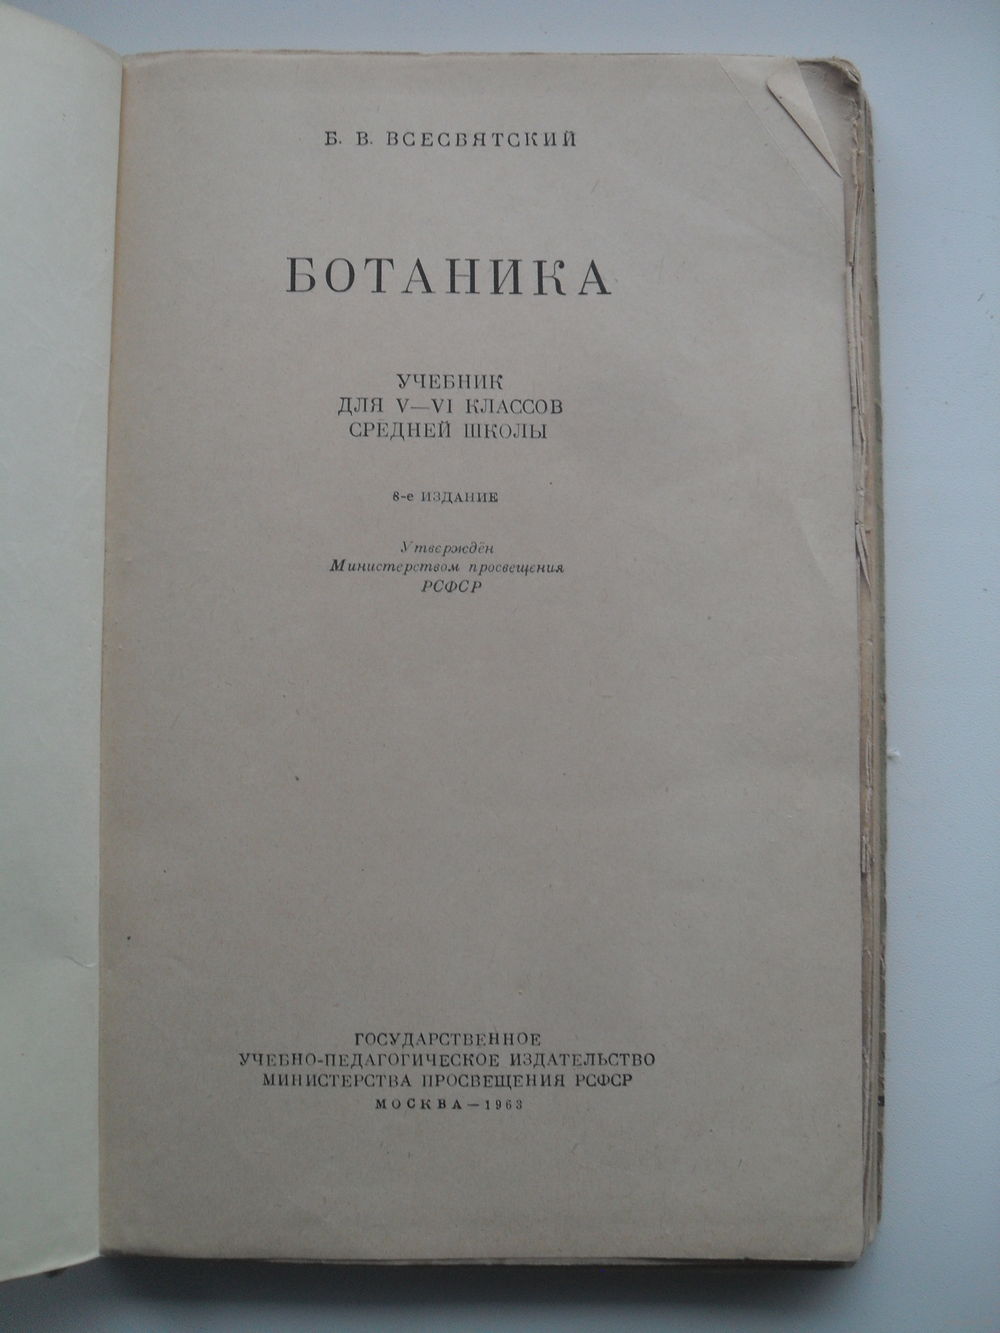 Б. В. ВСЕСВЯТСКИЙ
БОТАНИКА
УЧЕБНИК
ДЛЯ V—VI КЛАССОВ
СРЕДНЕЙ ШКОЛЫ
8-е ИЗДАНИЕ
Утверждён
Министерством просвещения
РСФСР
ГОСУДАРСТВЕННОЕ
УЧЕБНО-ПЕДАГОГИЧЕСКОЕ ИЗДАТЕЛЬСТВО
МИНИСТЕРСТВА ПРОСВЕЩЕНИЯ РСФСР
МОСКВА — 1963